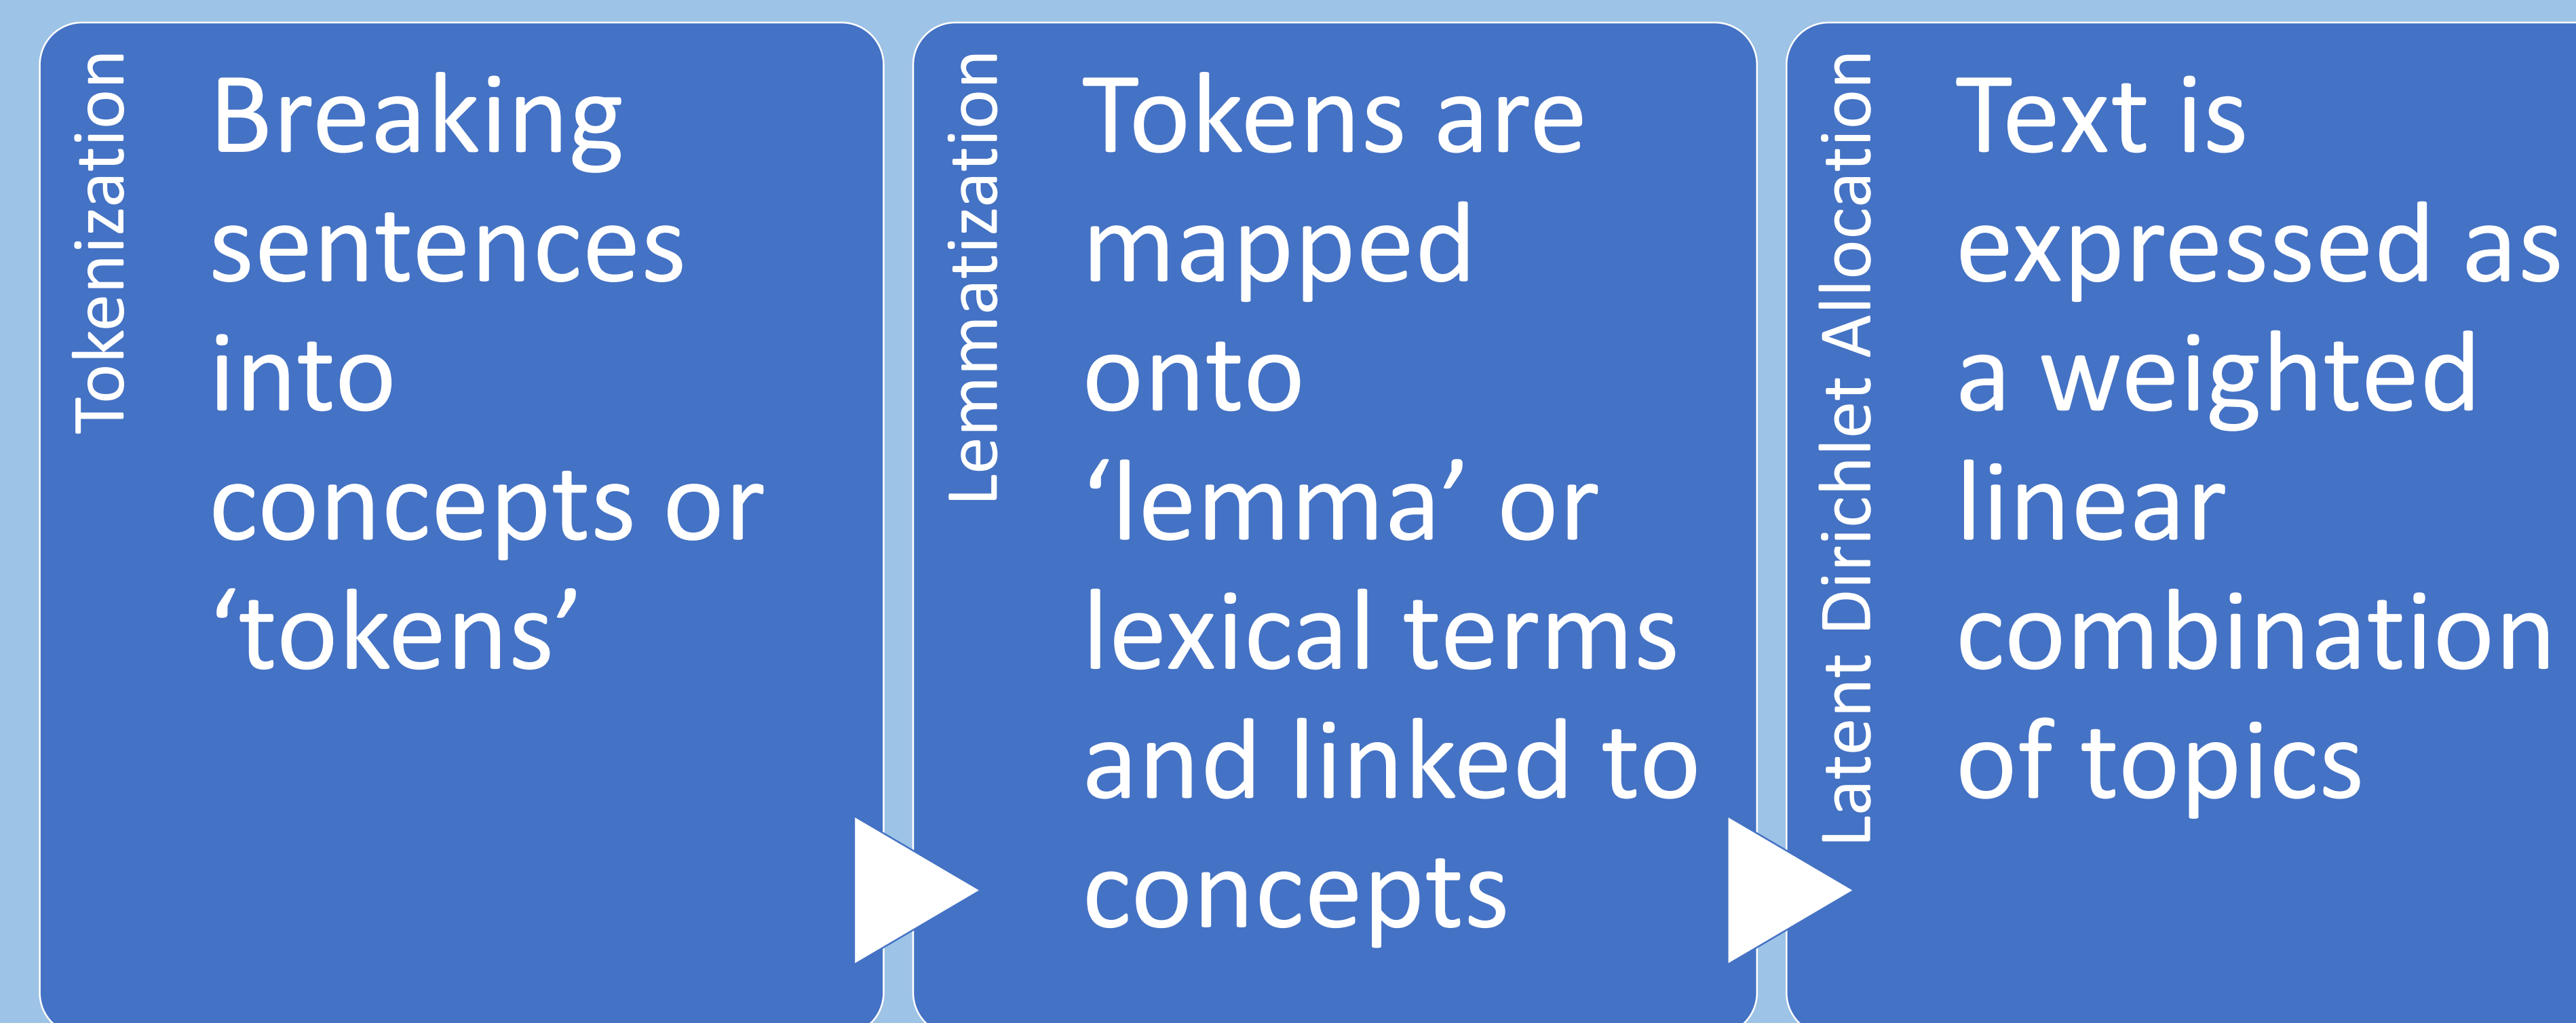 Tokenization
Breaking
sentences
into
concepts or
‘tokens’
Lemmatization
Tokens are
mapped
onto
‘lemma’ or
lexical terms
and linked to
concepts
Latent Dirichlet Allocation
Text is
expressed as
a weighted
linear
combination
of topics